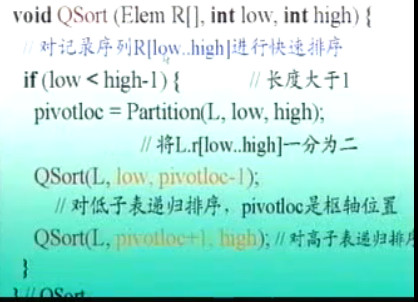 void QSort (Elem R[], int low, int high) {
// 对记录序列R[low..high]进行快速排序
if (low < high-1) { // 长度大于1
pivotloc = Partition(L, low, high);
// 将L.r[low..high]一分为二
QSort(L, low, pivotloc-1);
// 对低子表递归排序，pivotloc是枢轴位置
QSort(L, pivotloc+1, high); // 对高子表递归排序
}
} // QSort